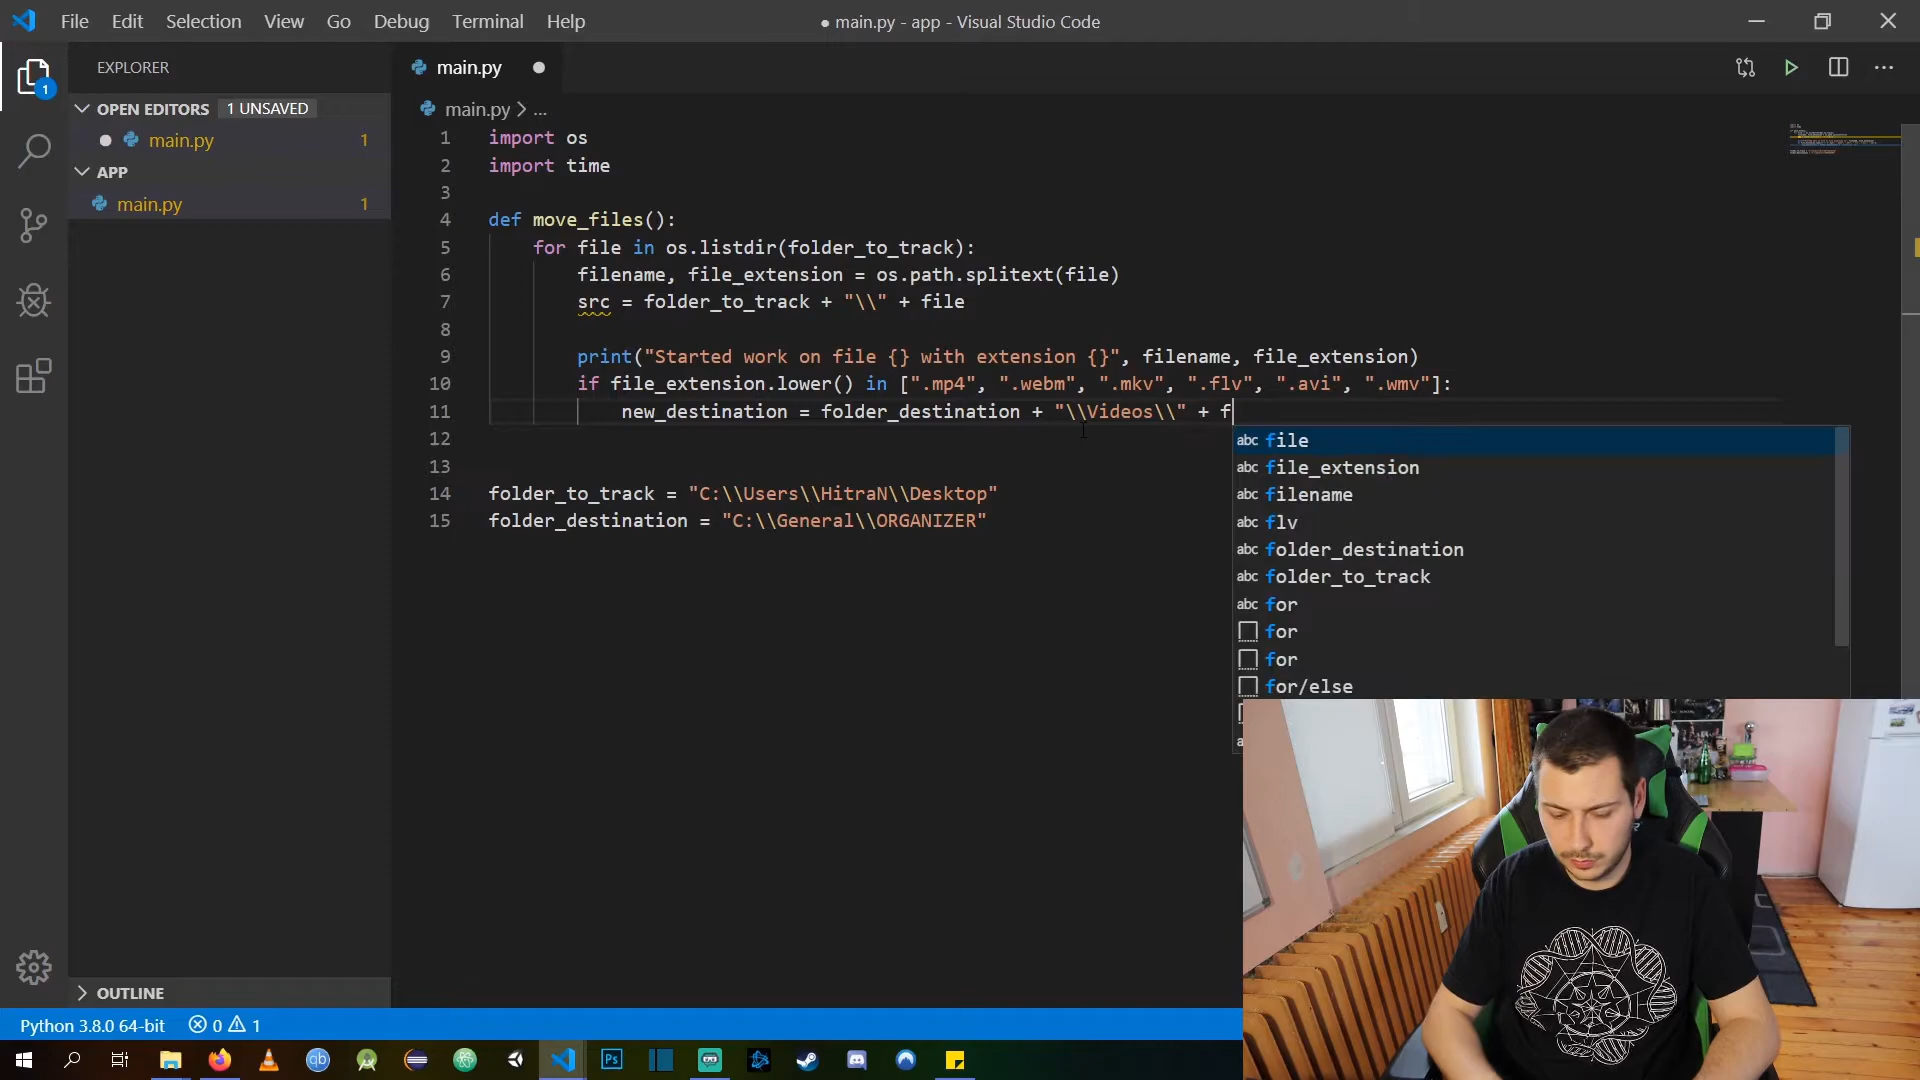 File Edit Selection View Go Debug Terminal Help
● main.py - app - Visual Studio Code
EXPLORER
OPEN EDITORS 1 UNSAVED
main.py 1
APP
main.py 1
OUTLINE
main.py
main.py > ...
1 import os
2 import time
3
4 def move_files():
5 for file in os.listdir(folder_to_track):
6 filename, file_extension = os.path.splitext(file)
7 src = folder_to_track + "\\" + file
8
9 print("Started work on file {} with extension {}", filename, file_extension)
10 if file_extension.lower() in [".mp4", ".webm", ".mkv", ".flv", ".avi", ".wmv"]:
11 new_destination = folder_destination + "\\Videos\\" + f
12
13
14 folder_to_track = "C:\\Users\\HitraN\\Desktop"
15 folder_destination = "C:\\General\\ORGANIZER"
abc file
abc file_extension
abc filename
abc flv
abc folder_destination
abc folder_to_track
abc for
for
for
for/else
Python 3.8.0 64-bit 0 1